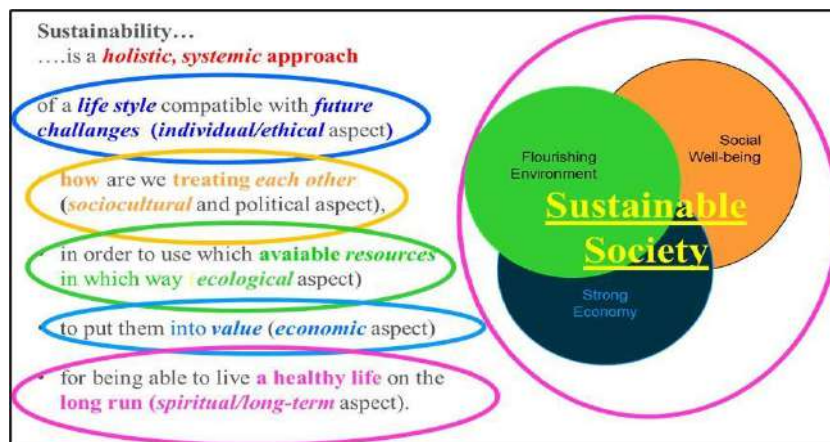 Sustainability…
….is a holistic, systemic approach
of a life style compatible with future
challanges (individual/ethical aspect)
how are we treating each other
(sociocultural and political aspect),
• in order to use which avaiable resources
in which way (ecological aspect)
• to put them into value (economic aspect)
• for being able to live a healthy life on the
long run (spiritual/long-term aspect).
Flourishing
Environment
Social
Well-being
Sustainable
Society
Strong
Economy